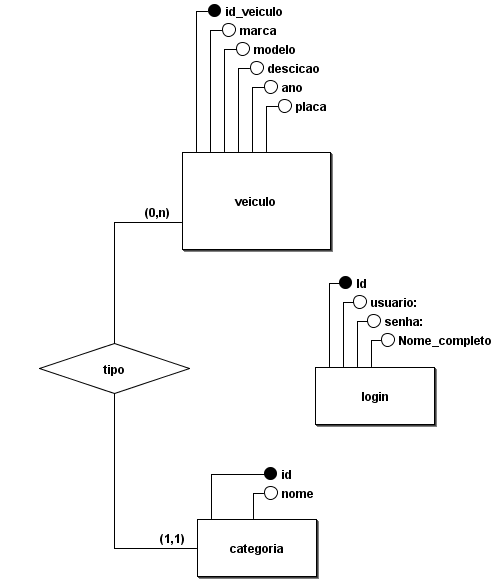 id_veiculo
marca
modelo
descicao
ano
placa
veiculo
(0,n)
Id
usuario:
senha:
Nome_completo
tipo
login
id
nome
(1,1)
categoria